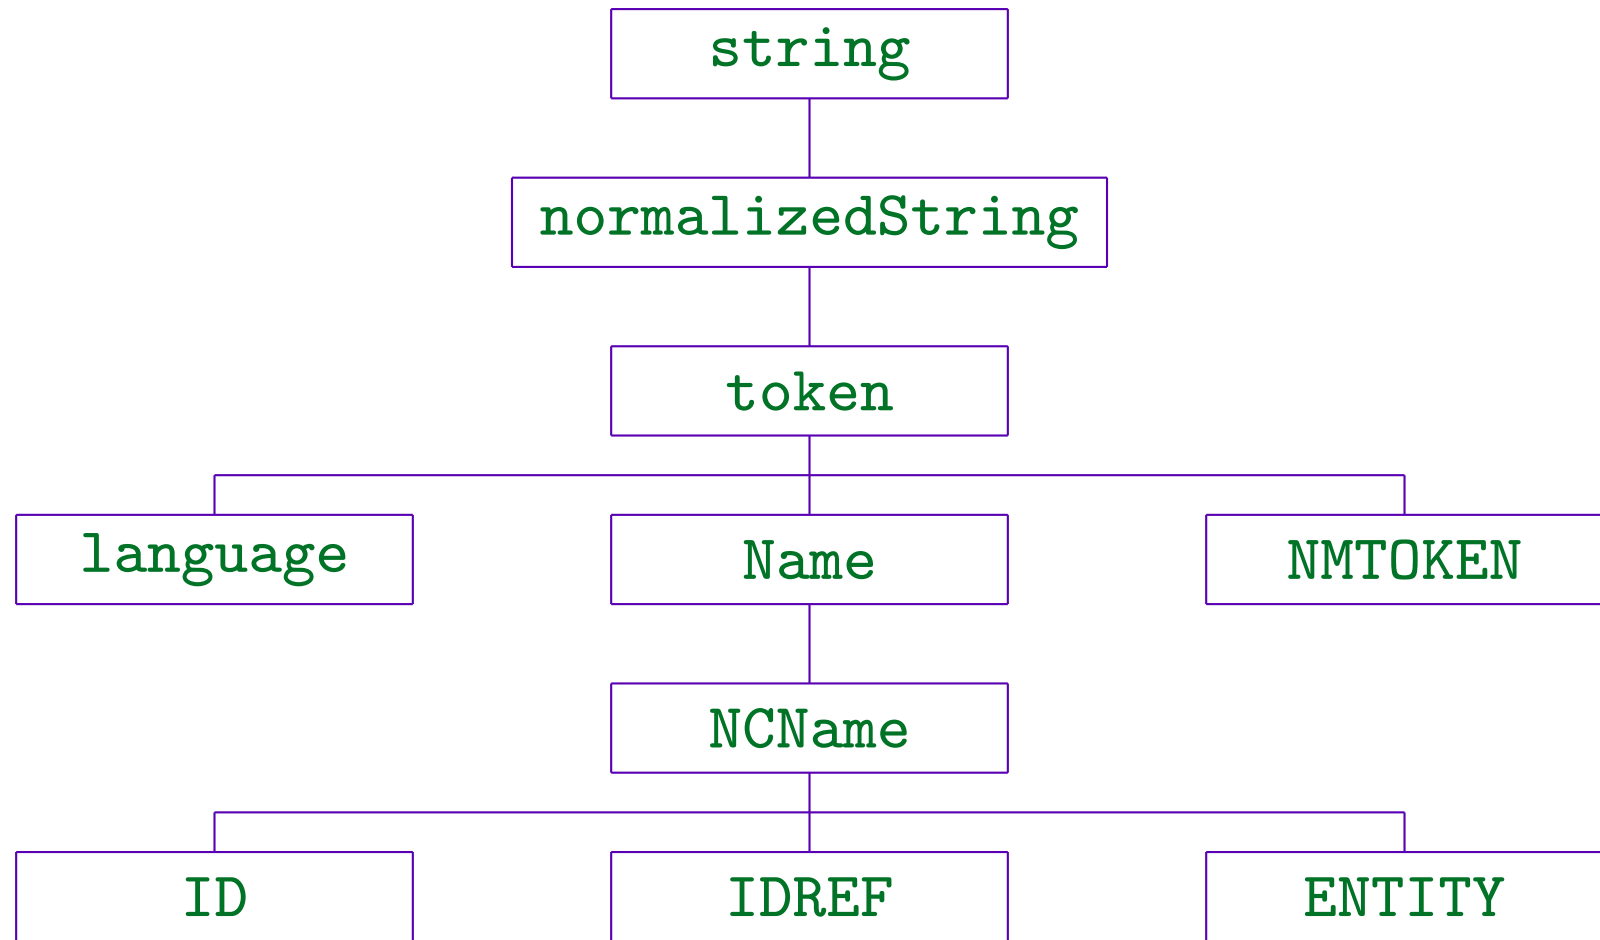 string
normalizedString
token
language Name NMTOKEN
NCName
ID IDREF ENTITY